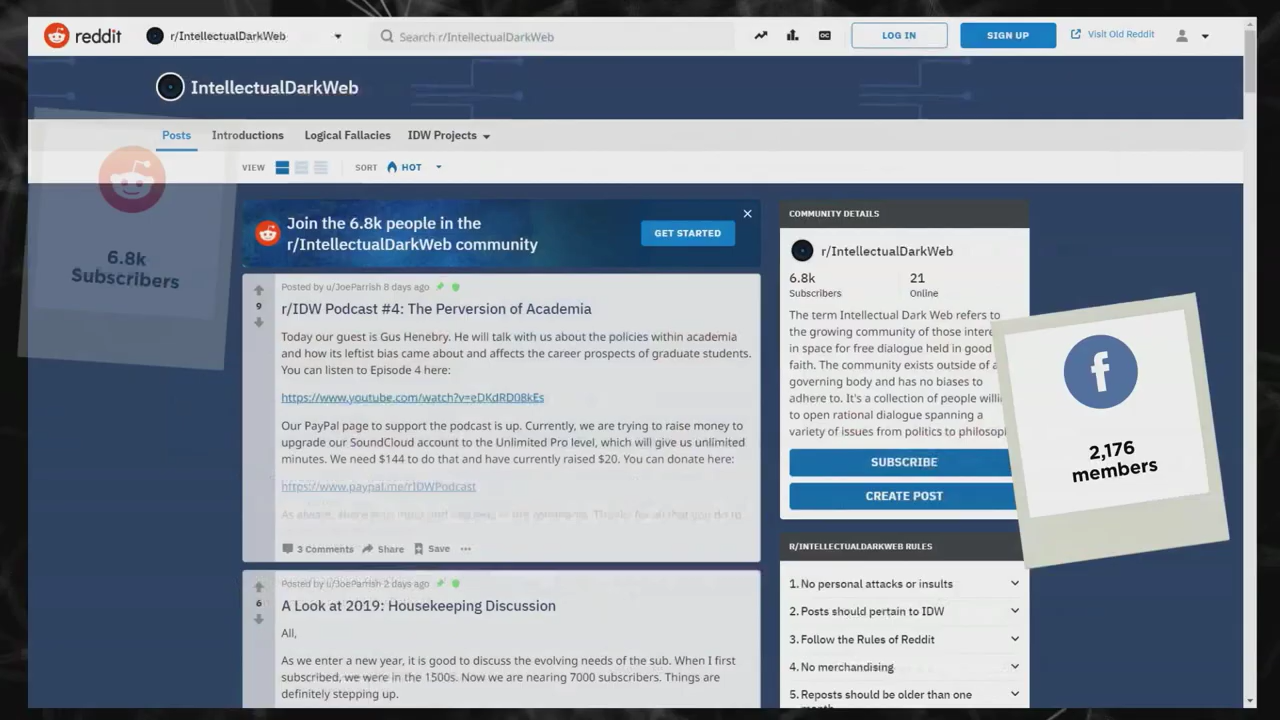 reddit
r/IntellectualDarkWeb
Search r/IntellectualDarkWeb
LOG IN
SIGN UP
Visit Old Reddit
IntellectualDarkWeb
Posts Introductions Logical Fallacies IDW Projects
VIEW SORT HOT
6.8k
Subscribers
Join the 6.8k people in the
r/IntellectualDarkWeb community
GET STARTED
Posted by u/JoeParrish 8 days ago
9
r/IDW Podcast #4: The Perversion of Academia
Today our guest is Gus Henebry. He will talk with us about the policies within academia
and how its leftist bias came about and affects the career prospects of graduate students.
You can listen to Episode 4 here:
https://www.youtube.com/watch?v=eDKdRD08kEs
Our PayPal page to support the podcast is up. Currently, we are trying to raise money to
upgrade our SoundCloud account to the Unlimited Pro level, which will give us unlimited
minutes. We need $144 to do that and have currently raised $20. You can donate here:
https://www.paypal.me/rIDWPodcast
3 Comments Share Save
Posted by u/JoeParrish 2 days ago
6
A Look at 2019: Housekeeping Discussion
All,
As we enter a new year, it is good to discuss the evolving needs of the sub. When I first
subscribed, we were in the 1500s. Now we are nearing 7000 subscribers. Things are
definitely stepping up.
COMMUNITY DETAILS
r/IntellectualDarkWeb
6.8k 21
Subscribers Online
The term Intellectual Dark Web refers to
the growing community of those
in space for free dialogue held in good
faith. The community exists outside of a
governing body and has no biases to
adhere to. It's a collection of people
to open rational dialogue spanning a
variety of issues from politics to
SUBSCRIBE
CREATE POST
R/INTELLECTUALDARKWEB RULES
1. No personal attacks or insults
2. Posts should pertain to IDW
3. Follow the Rules of Reddit
4. No merchandising
5. Reposts should be older than one
month
f
2,176
members